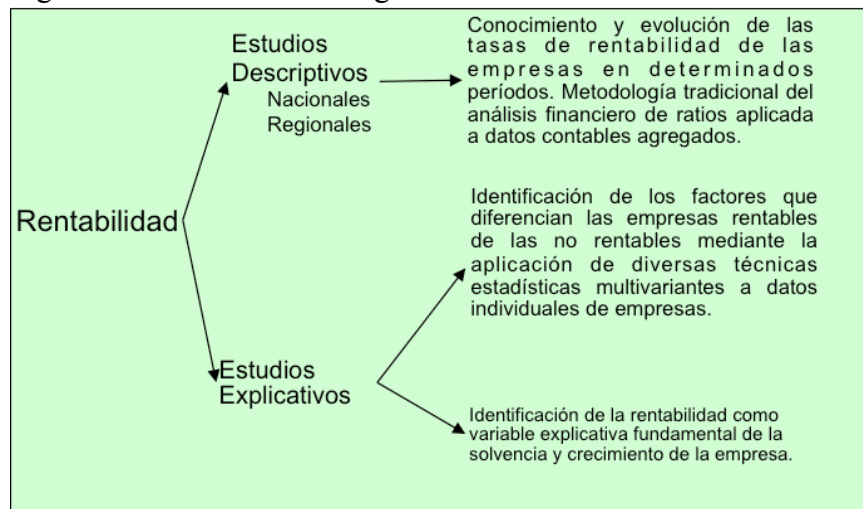 Estudios
Descriptivos
Nacionales
Regionales
Conocimiento y evolución de las
tasas de rentabilidad de las
empresas en determinados
períodos. Metodología tradicional del
análisis financiero de ratios aplicada
a datos contables agregados.
Rentabilidad
Identificación de los factores que
diferencian las empresas rentables
de las no rentables mediante la
aplicación de diversas técnicas
estadísticas multivariantes a datos
individuales de empresas.
Estudios
Explicativos
Identificación de la rentabilidad como
variable explicativa fundamental de la
solvencia y crecimiento de la empresa.